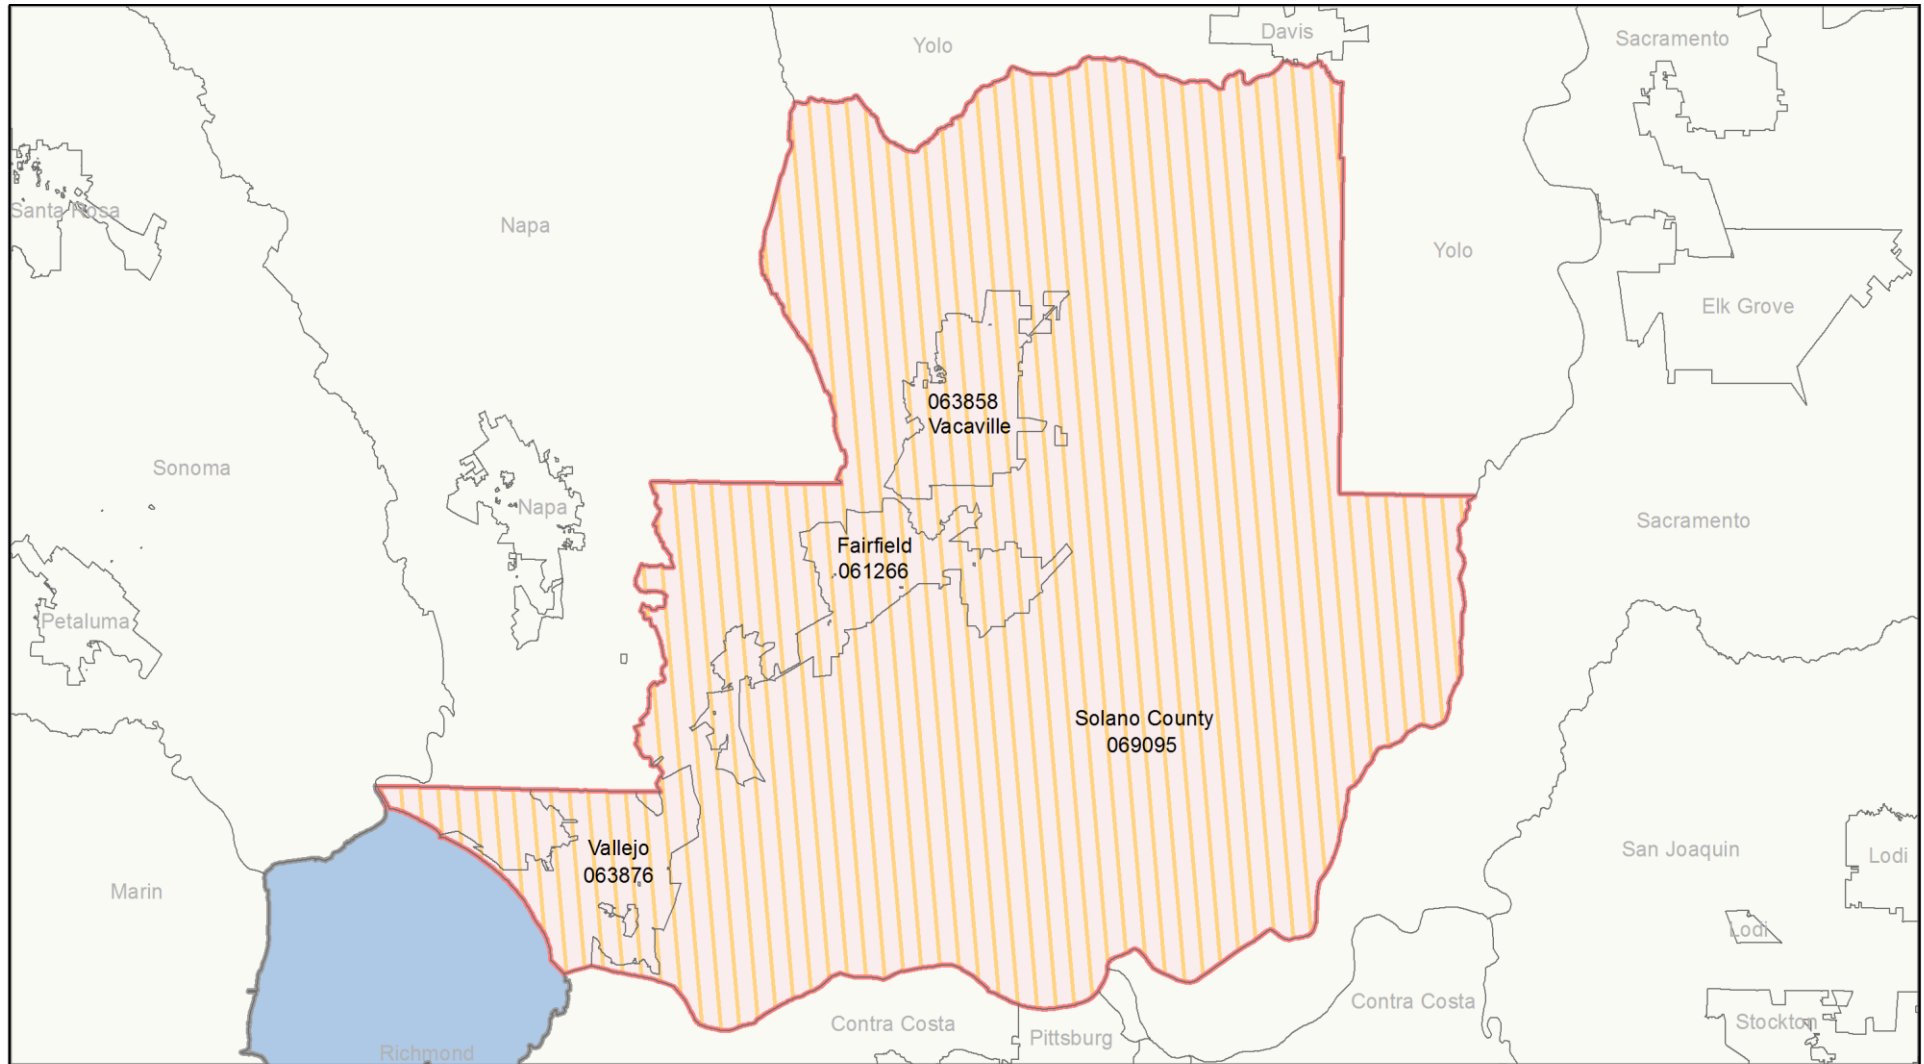 Yolo
Davis
Sacramento
Santa Rosa
Napa
Yolo
Elk Grove
063858
Vacaville
Sonoma
Napa
Sacramento
Fairfield
061266
Petaluma
Solano County
069095
Vallejo
063876
San Joaquin
Lodi
Marin
Lodi
Contra Costa
Contra Costa
Stockton
Pittsburg
Richmond